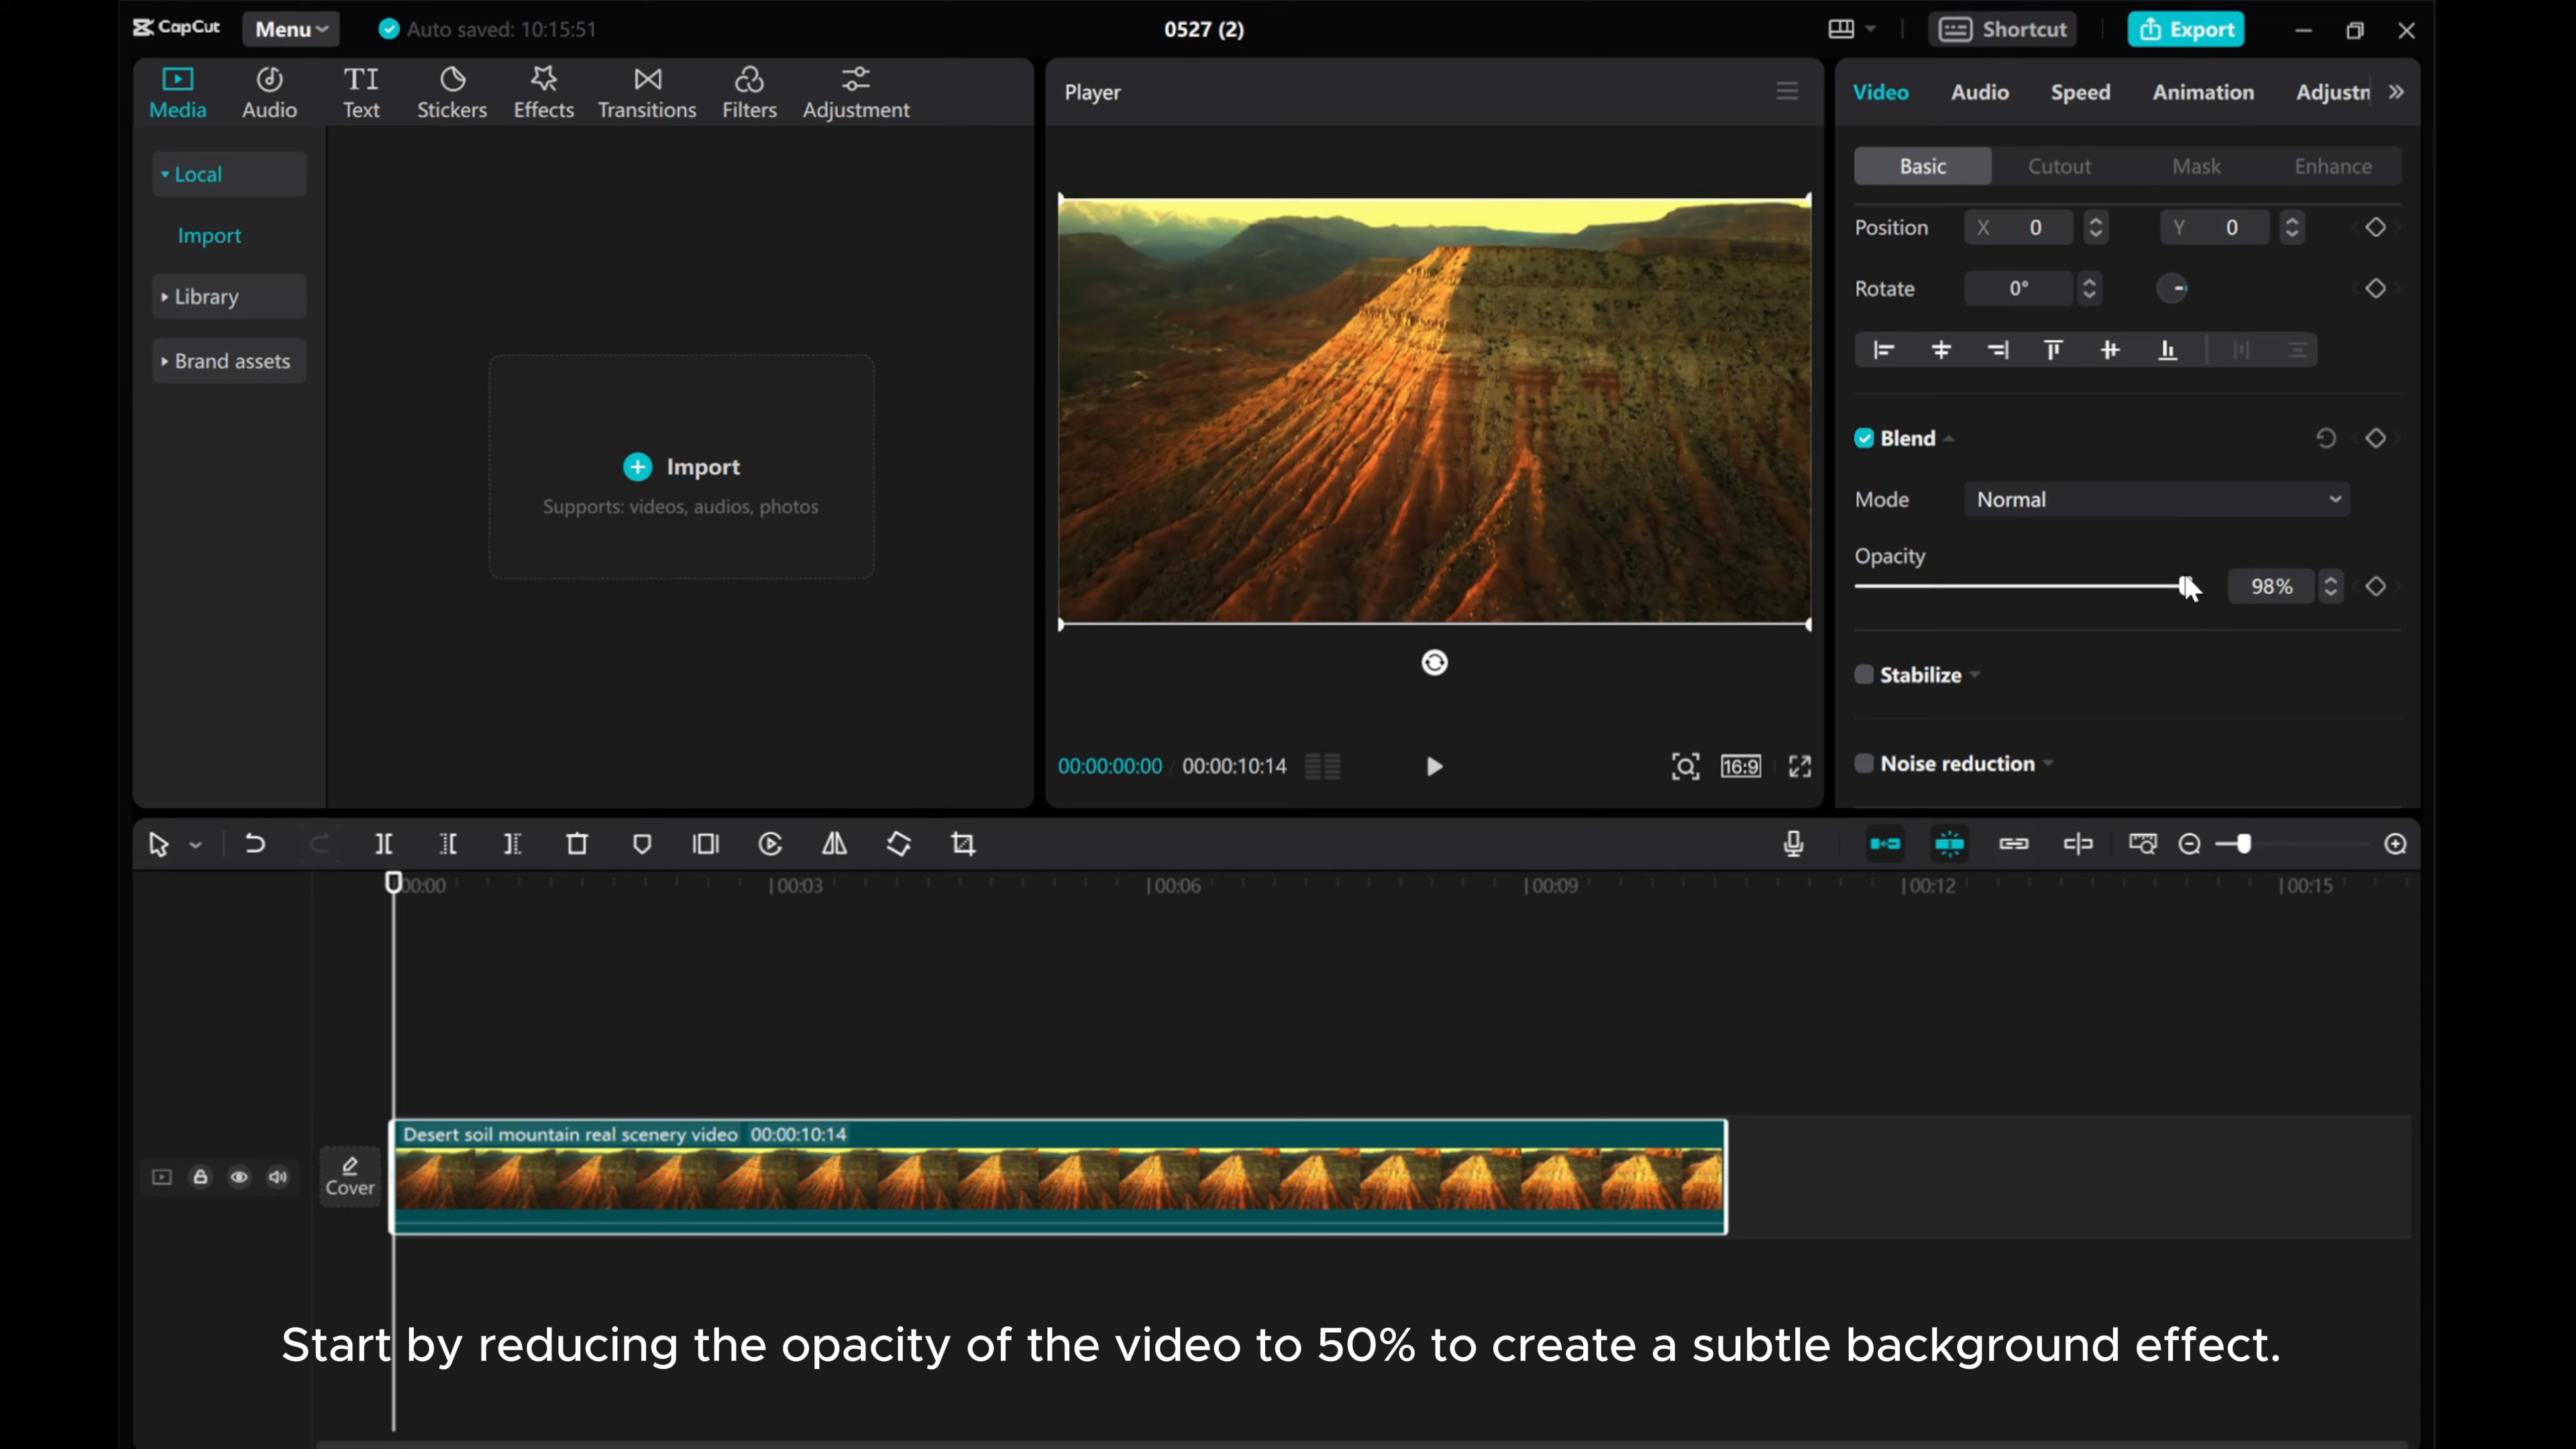 CapCut
Menu
Auto saved: 10:15:51
0527 (2)
Shortcut
Export
Media
Audio
Text
Stickers
Effects
Transitions
Filters
Adjustment
Local
Import
Library
Brand assets
Import
Supports: videos, audios, photos
Player
00:00:00:00
00:00:10:14
16:9
Video
Audio
Speed
Animation
Adjustn
Basic
Cutout
Mask
Enhance
Position
X 0
Y 0
Rotate
0°
Blend
Mode
Normal
Opacity
98%
Stabilize
Noise reduction
00:00
00:03
00:06
00:09
00:12
00:15
Desert soil mountain real scenery video 00:00:10:14
Cover
Start by reducing the opacity of the video to 50% to create a subtle background effect.